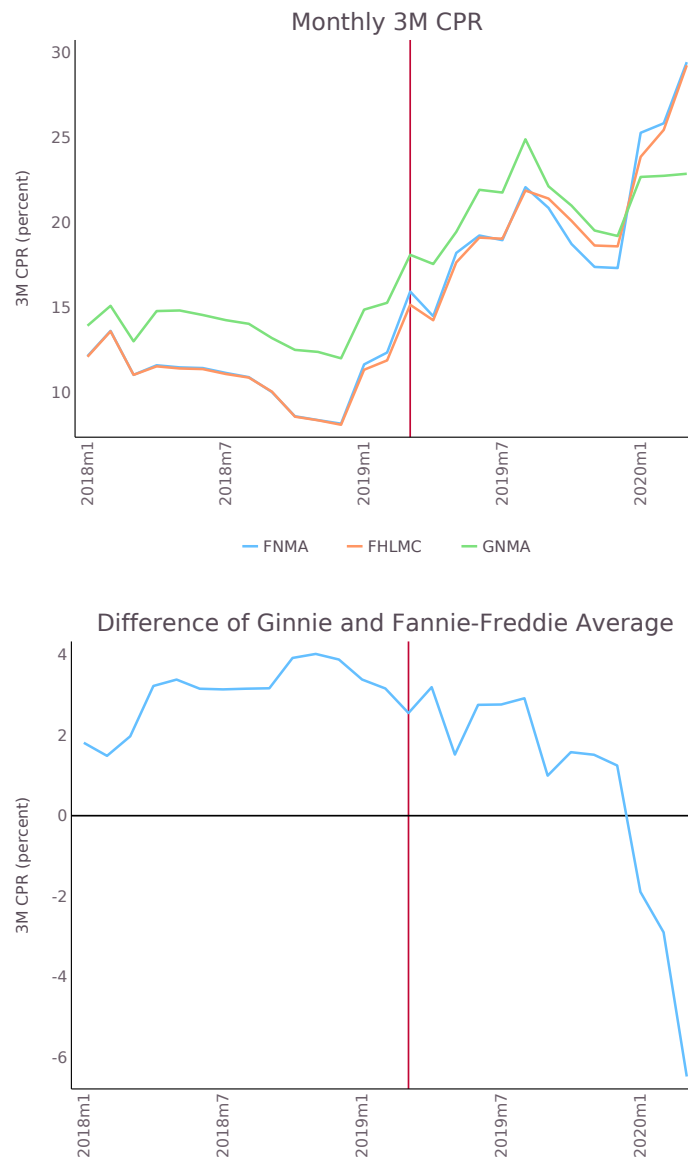 Monthly 3M CPR
30
25
20
15
10
3M CPR (percent)
2018m1
2018m7
2019m1
2019m7
2020m1
FNMA FHLMC GNMA
Difference of Ginnie and Fannie-Freddie Average
4
2
0
-2
-4
-6
3M CPR (percent)
2018m1
2018m7
2019m1
2019m7
2020m1